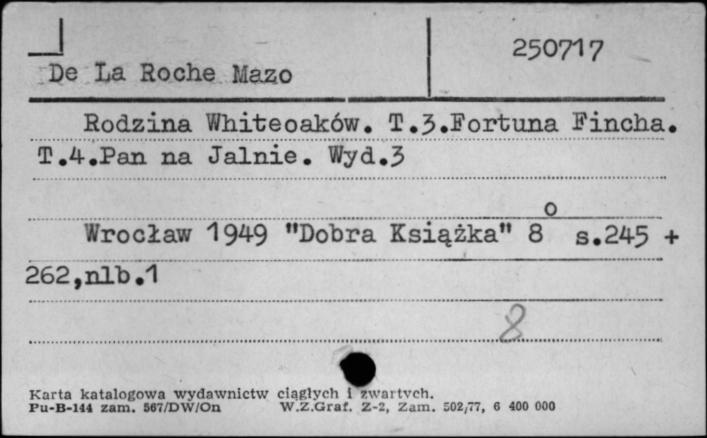 250717
De La Roche Mazo
Rodzina Whiteoaków. T.3.Fortuna Fincha.
T.4.Pan na Jalnie. Wyd.3
Wrocław 1949 "Dobra Książka" 8° s.245 +
262,nlb.1
8
Karta katalogowa wydawnictw ciągłych i zwartych.
Pu-B-144 zam. 567/DW/On W.Z.Graf. Z-2, Zam. 502/77, 6 400 000